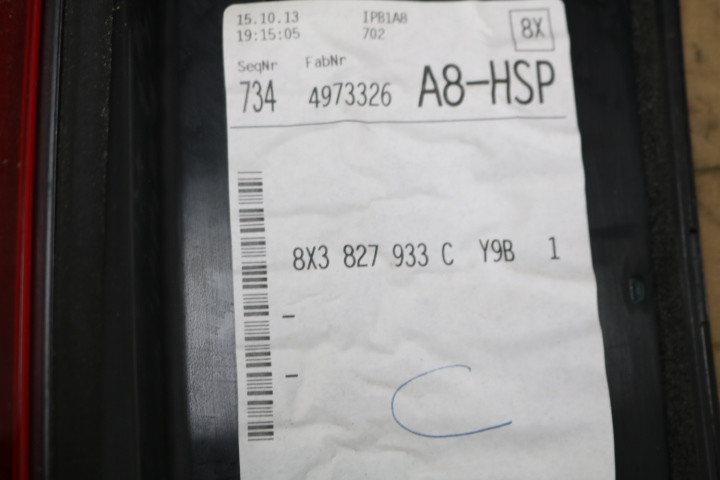 15.10.13 IPB1A8 8X
19:15:05 702
SeqNr FabNr
734 4973326 A8-HSP
8X3 827 933 C Y9B 1
-
-
C